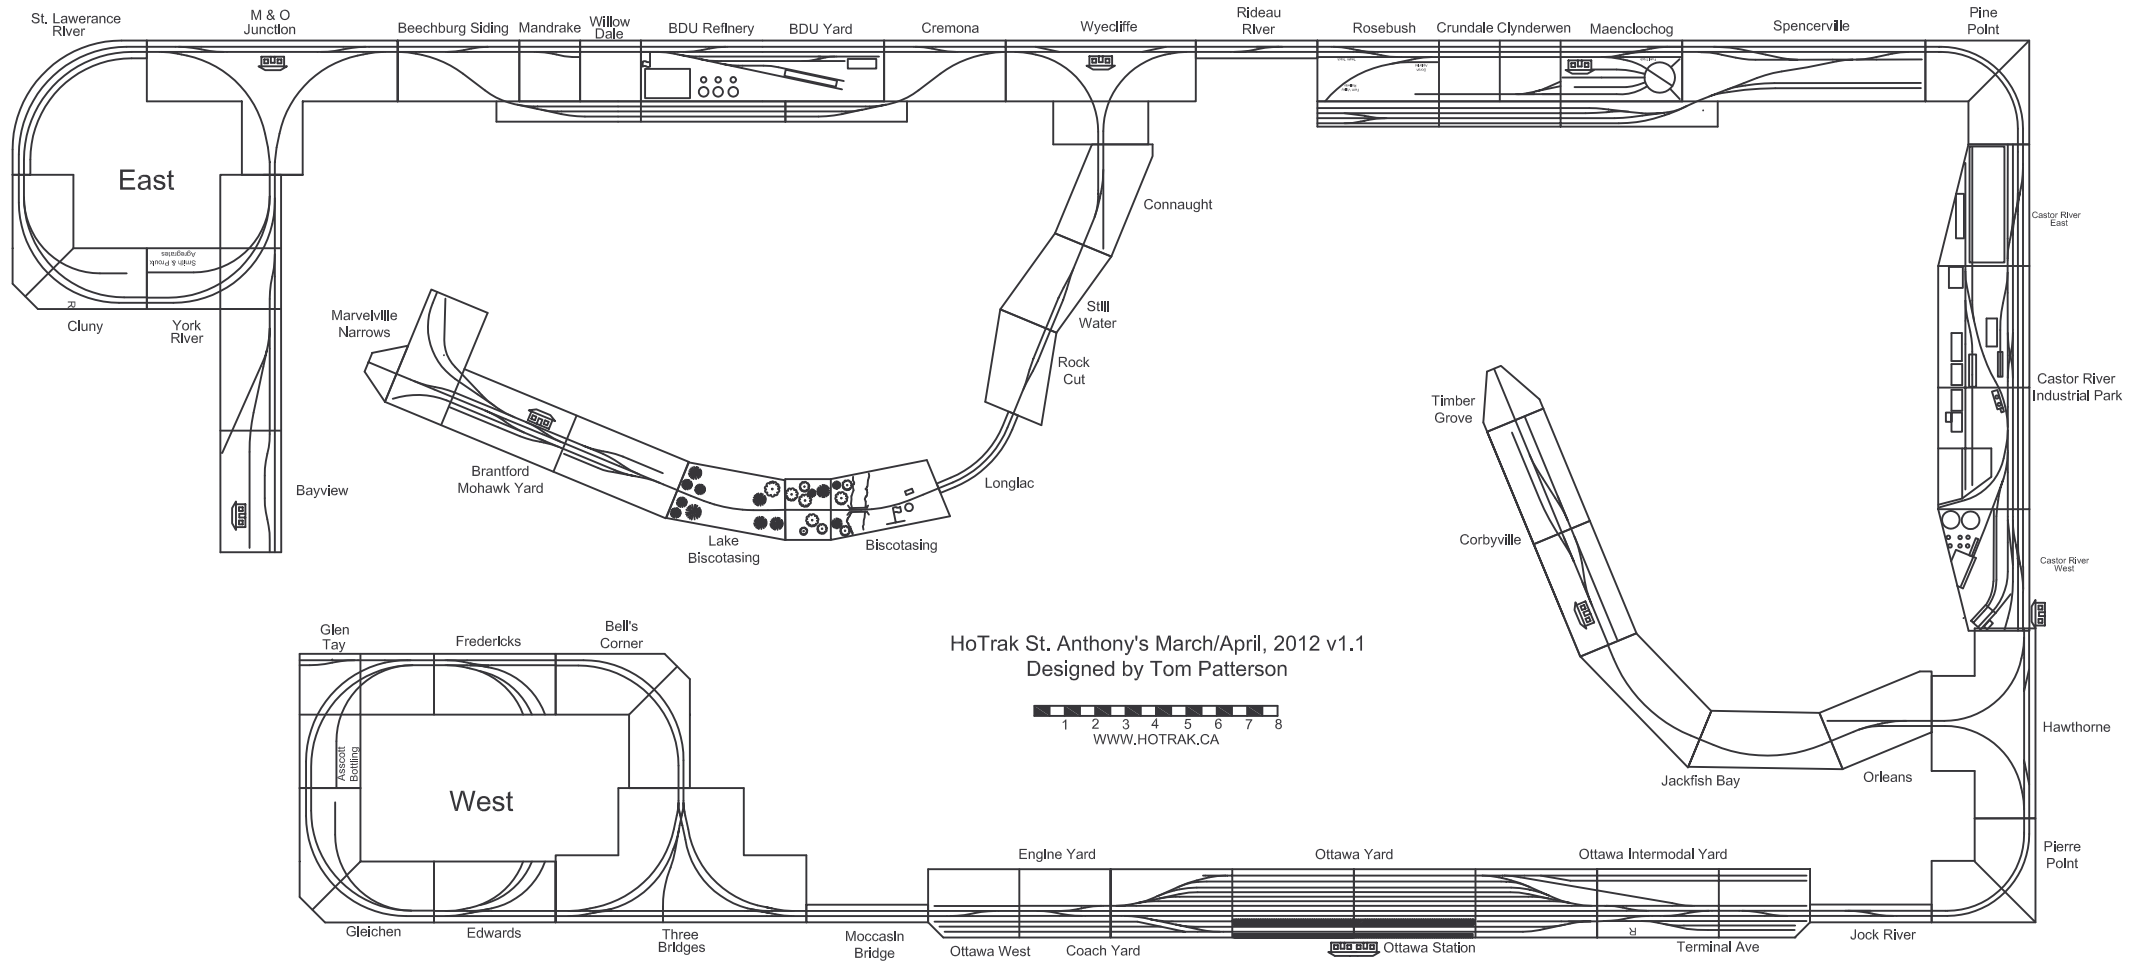 St. Lawerance
River
M & O
Junction
Beechburg Siding
Mandrake
Willow
Dale
BDU Refinery
BDU Yard
Cremona
Wyecliffe
Rideau
River
Rosebush
Crundale
Clynderwen
Maenclochog
Spencerville
Pine
Point
East
Connaught
Castor River
East
Smith & Proulx
Agregrates
R
Cluny
York
River
Marvelville
Narrows
Still
Water
Rock
Cut
Timber
Grove
Castor River
Industrial Park
Bayview
Brantford
Mohawk Yard
Longlac
Lake
Biscotasing
Biscotasing
Corbyville
Castor River
West
Glen
Tay
Fredericks
Bell's
Corner
HoTrak St. Anthony's March/April, 2012 v1.1
Designed by Tom Patterson
1 2 3 4 5 6 7 8
WWW.HOTRAK.CA
Hawthorne
Asscott
Bottling
West
Jackfish Bay
Orleans
Engine Yard
Ottawa Yard
Ottawa Intermodal Yard
Pierre
Point
Gleichen
Edwards
Three
Bridges
Moccasin
Bridge
Ottawa West
Coach Yard
Ottawa Station
R
Terminal Ave
Jock River